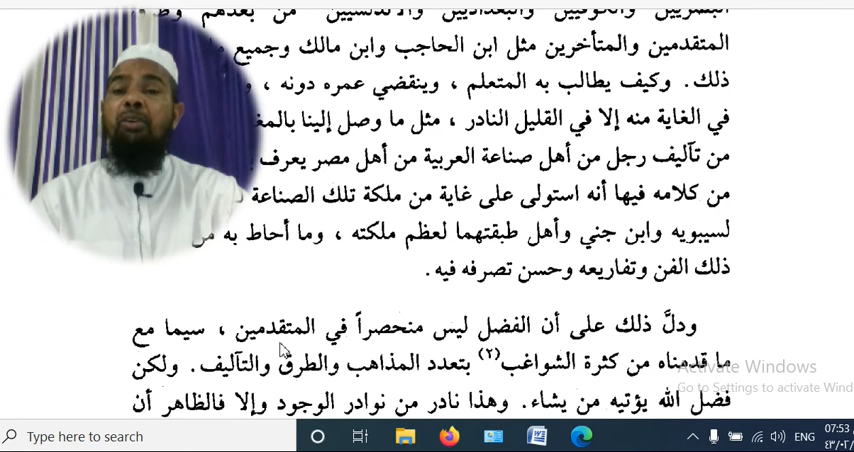 البصريين والكوفيين والبغداديين والأندلسيين من بعدهم
المتقدمين والمتأخرين مثل ابن الحاجب وابن مالك وجميع
ذلك. وكيف يطالب به المتعلم ، وينقضي عمره دونه ،
في الغاية منه إلا في القليل النادر ، مثل ما وصل إلينا
من تآليف رجل من أهل صناعة العربية من أهل مصر يعرف
من كلامه فيها أنه استولى على غاية من ملكة تلك الصناعة
لسيبويه وابن جني وأهل طبقتهما لعظم ملكته ، وما أحاط به
ذلك الفن وتفاريعه وحسن تصرفه فيه.
ودلَّ ذلك على أن الفضل ليس منحصراً في المتقدمين ، سيما مع
ما قدمناه من كثرة الشواغب(٢) بتعدد المذاهب والطرق والتآليف. ولكن
فضل الله يؤتيه من يشاء. وهذا نادر من نوادر الوجود وإلا فالظاهر أن
Activate Windows
Go to Settings to activate Wind
Type here to search
ENG
07:53